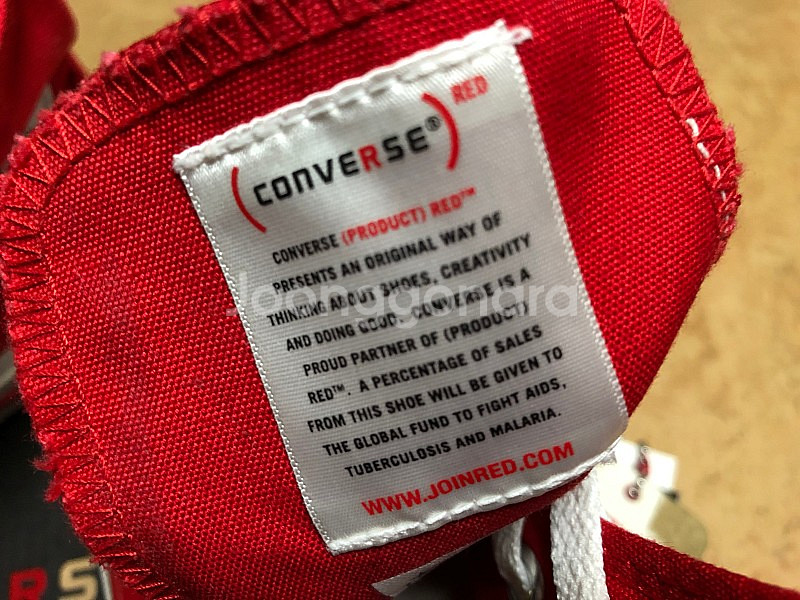 (CONVERSE®) RED
CONVERSE (PRODUCT) RED™
PRESENTS AN ORIGINAL WAY OF
THINKING ABOUT SHOES, CREATIVITY
AND DOING GOOD. CONVERSE IS A
PROUD PARTNER OF (PRODUCT)
RED™. A PERCENTAGE OF SALES
FROM THIS SHOE WILL BE GIVEN TO
THE GLOBAL FUND TO FIGHT AIDS,
TUBERCULOSIS AND MALARIA.
WWW.JOINRED.COM
Joonggonara
RS